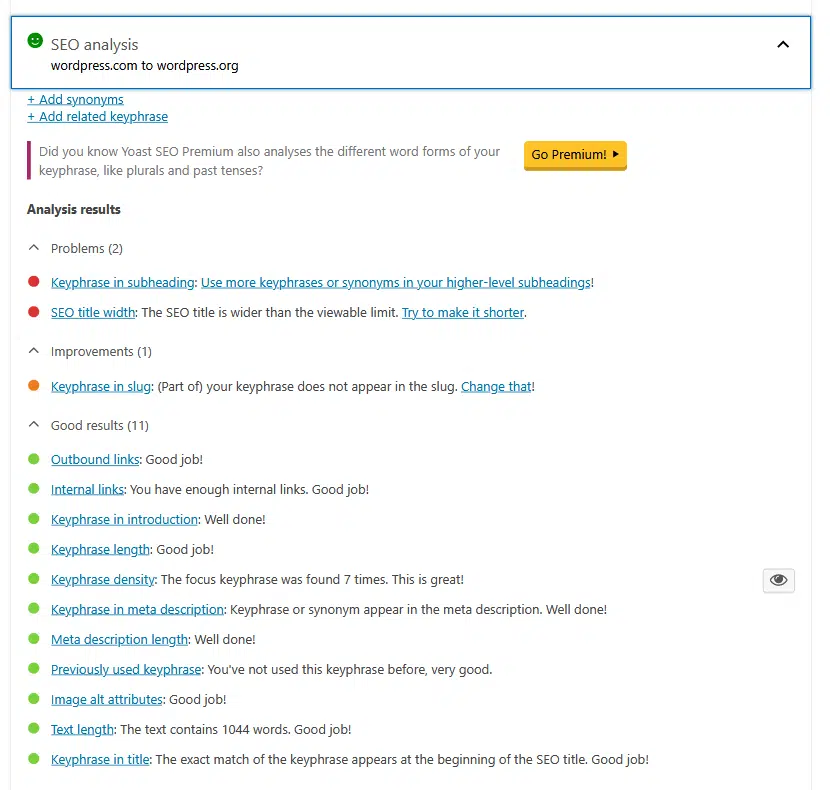 SEO analysis
wordpress.com to wordpress.org
+ Add synonyms
+ Add related keyphrase
Did you know Yoast SEO Premium also analyses the different word forms of your
keyphrase, like plurals and past tenses?
Go Premium!
Analysis results
Problems (2)
Keyphrase in subheading: Use more keyphrases or synonyms in your higher-level subheadings!
SEO title width: The SEO title is wider than the viewable limit. Try to make it shorter.
Improvements (1)
Keyphrase in slug: (Part of) your keyphrase does not appear in the slug. Change that!
Good results (11)
Outbound links: Good job!
Internal links: You have enough internal links. Good job!
Keyphrase in introduction: Well done!
Keyphrase length: Good job!
Keyphrase density: The focus keyphrase was found 7 times. This is great!
Keyphrase in meta description: Keyphrase or synonym appear in the meta description. Well done!
Meta description length: Well done!
Previously used keyphrase: You've not used this keyphrase before, very good.
Image alt attributes: Good job!
Text length: The text contains 1044 words. Good job!
Keyphrase in title: The exact match of the keyphrase appears at the beginning of the SEO title. Good job!